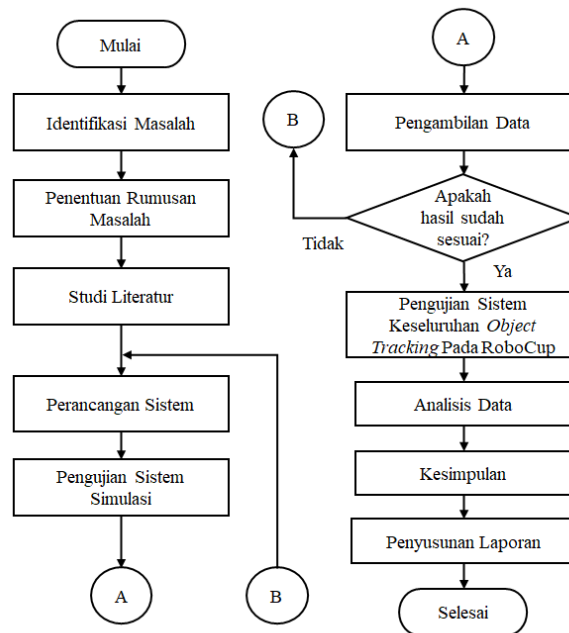 Mulai
Identifikasi Masalah
Penentuan Rumusan
Masalah
Studi Literatur
Perancangan Sistem
Pengujian Sistem
Simulasi
A
B
A
Pengambilan Data
B
Apakah
hasil sudah
sesuai?
Tidak
Ya
Pengujian Sistem
Keseluruhan Object
Tracking Pada RoboCup
Analisis Data
Kesimpulan
Penyusunan Laporan
Selesai